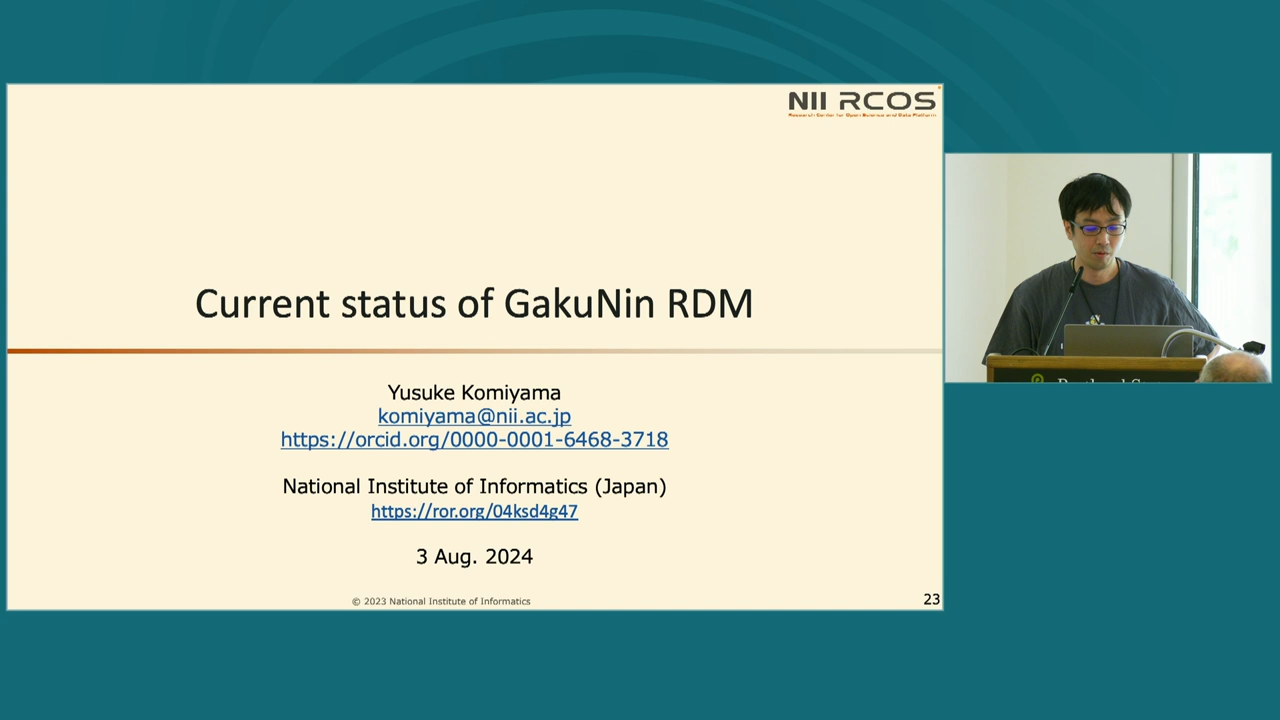 NII RCOS
Research Center for Open Science and Data Platform
Current status of GakuNin RDM
Yusuke Komiyama
komiyama@nii.ac.jp
https://orcid.org/0000-0001-6468-3718
National Institute of Informatics (Japan)
https://ror.org/04ksd4g47
3 Aug. 2024
© 2023 National Institute of Informatics
23